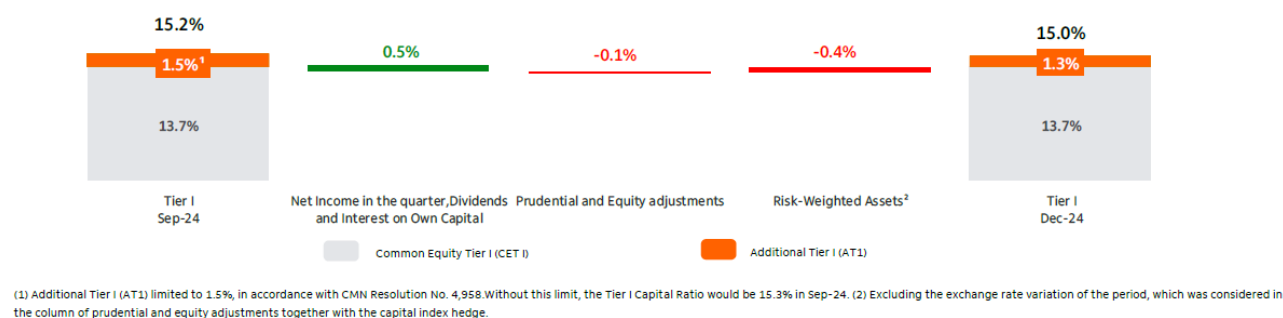 15.2%
15.0%
0.5%
-0.1%
-0.4%
1.5%¹
1.3%
13.7%
13.7%
Tier I
Sep-24
Net Income in the quarter,Dividends
and Interest on Own Capital
Prudential and Equity adjustments
Risk-Weighted Assets²
Tier I
Dec-24
Common Equity Tier I (CET I)
Additional Tier I (AT1)
(1) Additional Tier I (AT1) limited to 1.5%, in accordance with CMN Resolution No. 4,958.Without this limit, the Tier I Capital Ratio would be 15.3% in Sep-24. (2) Excluding the exchange rate variation of the period, which was considered in
the column of prudential and equity adjustments together with the capital index hedge.